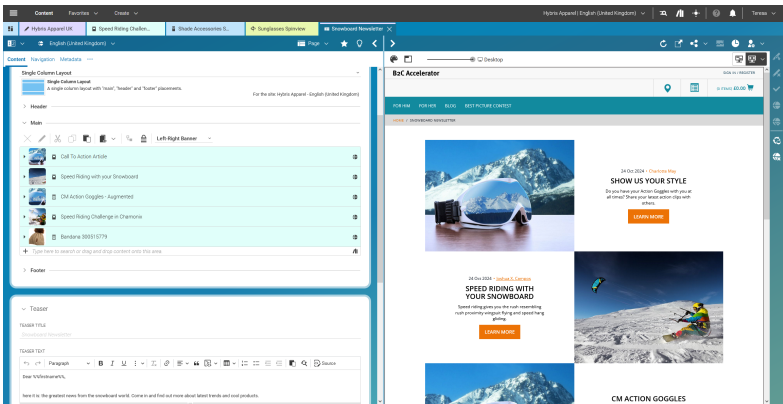 Content Favorites Create Hybris Apparel | English (United Kingdom) Teresa
Hybris Apparel UK Speed Riding Challen... Shade Accessories S... Sunglasses Spinview Snowboard Newsletter
English (United Kingdom) Page
Content Navigation Metadata
Desktop
Single Column Layout
Single Column Layout
A single column layout with "main", "header" and "footer" placements.
For the site: Hybris Apparel - English (United Kingdom)
Header
Main
Left-Right Banner
Call To Action Article
Speed Riding with your Snowboard
CM Action Goggles - Augmented
Speed Riding Challenge in Chamonix
Bandana 300515779
Type here to search or drag and drop content onto this area.
Footer
Teaser
TEASER TITLE
Snowboard Newsletter
TEASER TEXT
Paragraph B I U Source
Dear %%firstname%%,
here it is: the greatest news from the snowboard world. Come in and find out more about latest trends and cool products.
B2C Accelerator
SIGN IN / REGISTER
0 ITEMS £0.00
FOR HIM FOR HER BLOG BEST PICTURE CONTEST
HOME / SNOWBOARD NEWSLETTER
24 Oct 2024 - Charlotte May
SHOW US YOUR STYLE
Do you have your Action Goggles with you at
all times? Share your latest action clips with
others.
LEARN MORE
24 Oct 2024 -
SPEED RIDING WITH
YOUR SNOWBOARD
Speed riding gives you the rush resembling
rush proximity wingsuit flying and speed hang
gliding.
LEARN MORE
CM ACTION GOGGLES